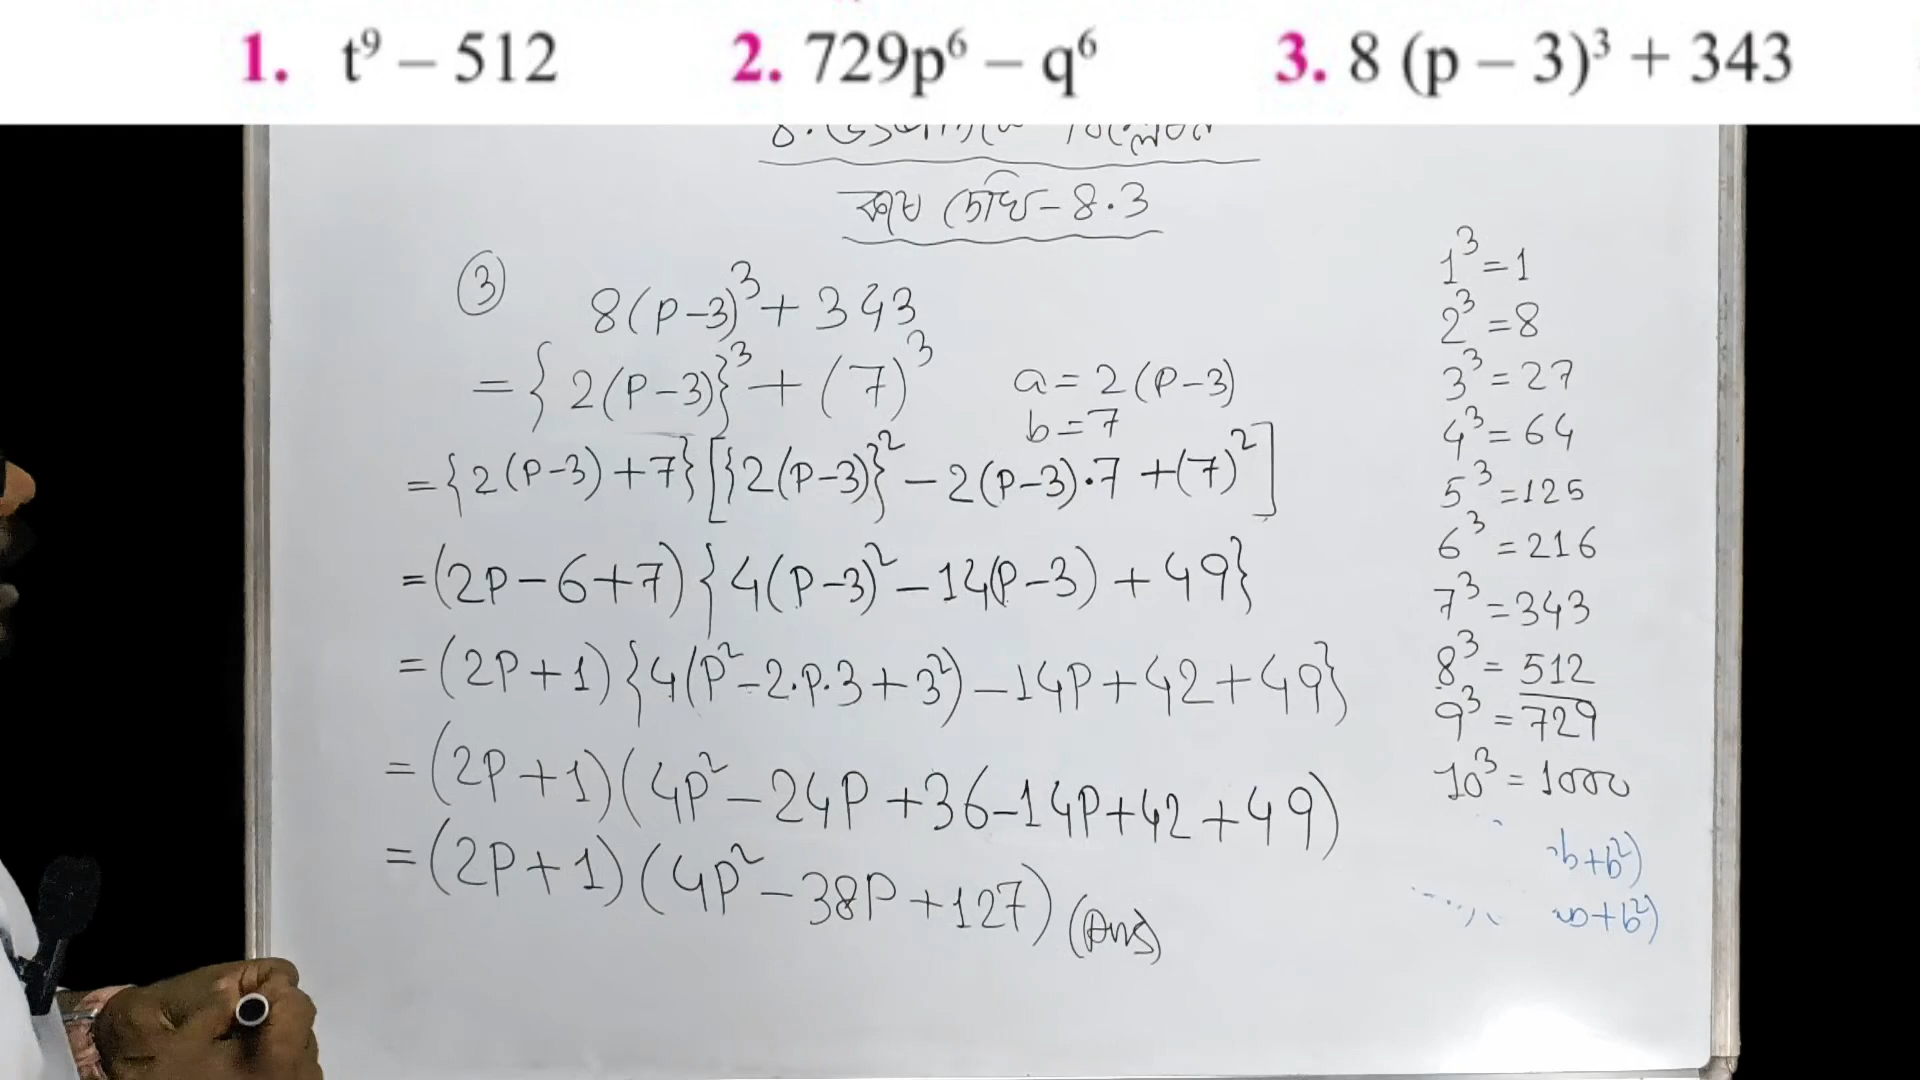 1. t⁹ – 512 2. 729p⁶ – q⁶ 3. 8 (p – 3)³ + 343
কষে দেখি – 8.3
③ 8(p-3)³ + 343
= {2(p-3)}³ + (7)³ a = 2(p-3)
b = 7
= {2(p-3)+7} [{2(p-3)}² - 2(p-3)·7 + (7)²]
= (2p-6+7) {4(p-3)² - 14(p-3) + 49}
= (2p+1) {4(p²-2·p·3+3²) - 14p + 42 + 49}
= (2p+1) (4p² - 24p + 36 - 14p + 42 + 49)
= (2p+1) (4p² - 38p + 127) (Ans)
1³ = 1
2³ = 8
3³ = 27
4³ = 64
5³ = 125
6³ = 216
7³ = 343
8³ = 512
9³ = 729
10³ = 1000